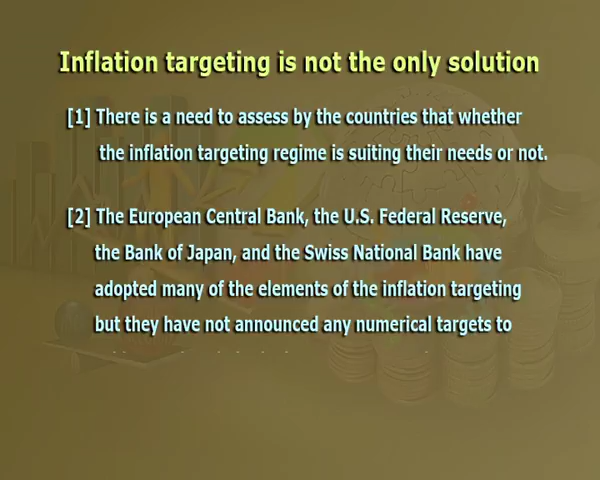 Inflation targeting is not the only solution
[1] There is a need to assess by the countries that whether
the inflation targeting regime is suiting their needs or not.
[2] The European Central Bank, the U.S. Federal Reserve,
the Bank of Japan, and the Swiss National Bank have
adopted many of the elements of the inflation targeting
but they have not announced any numerical targets to